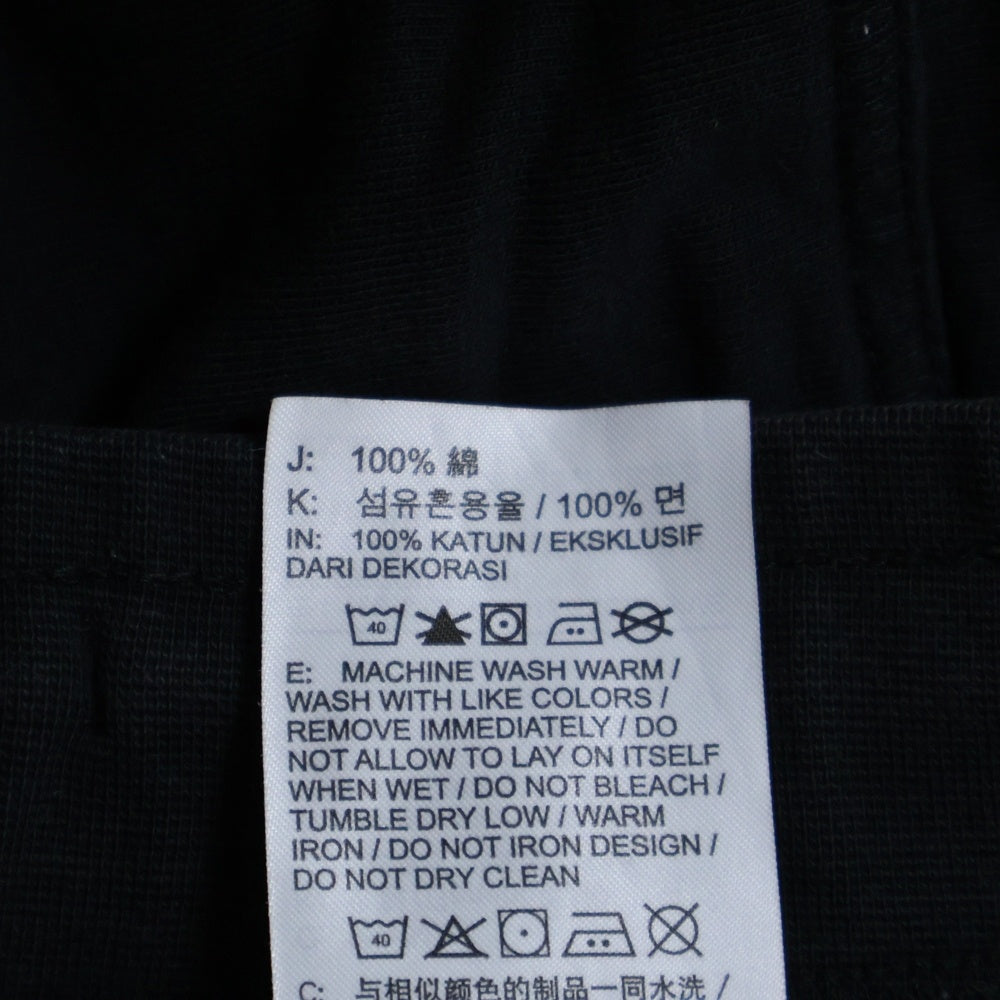 J: 100% 綿
K: 섬유혼용율 / 100% 면
IN: 100% KATUN / EKSKLUSIF
DARI DEKORASI
40
E: MACHINE WASH WARM /
WASH WITH LIKE COLORS /
REMOVE IMMEDIATELY / DO
NOT ALLOW TO LAY ON ITSELF
WHEN WET / DO NOT BLEACH /
TUMBLE DRY LOW / WARM
IRON / DO NOT IRON DESIGN /
DO NOT DRY CLEAN
40
C: 与相似颜色的制品一同水洗 /